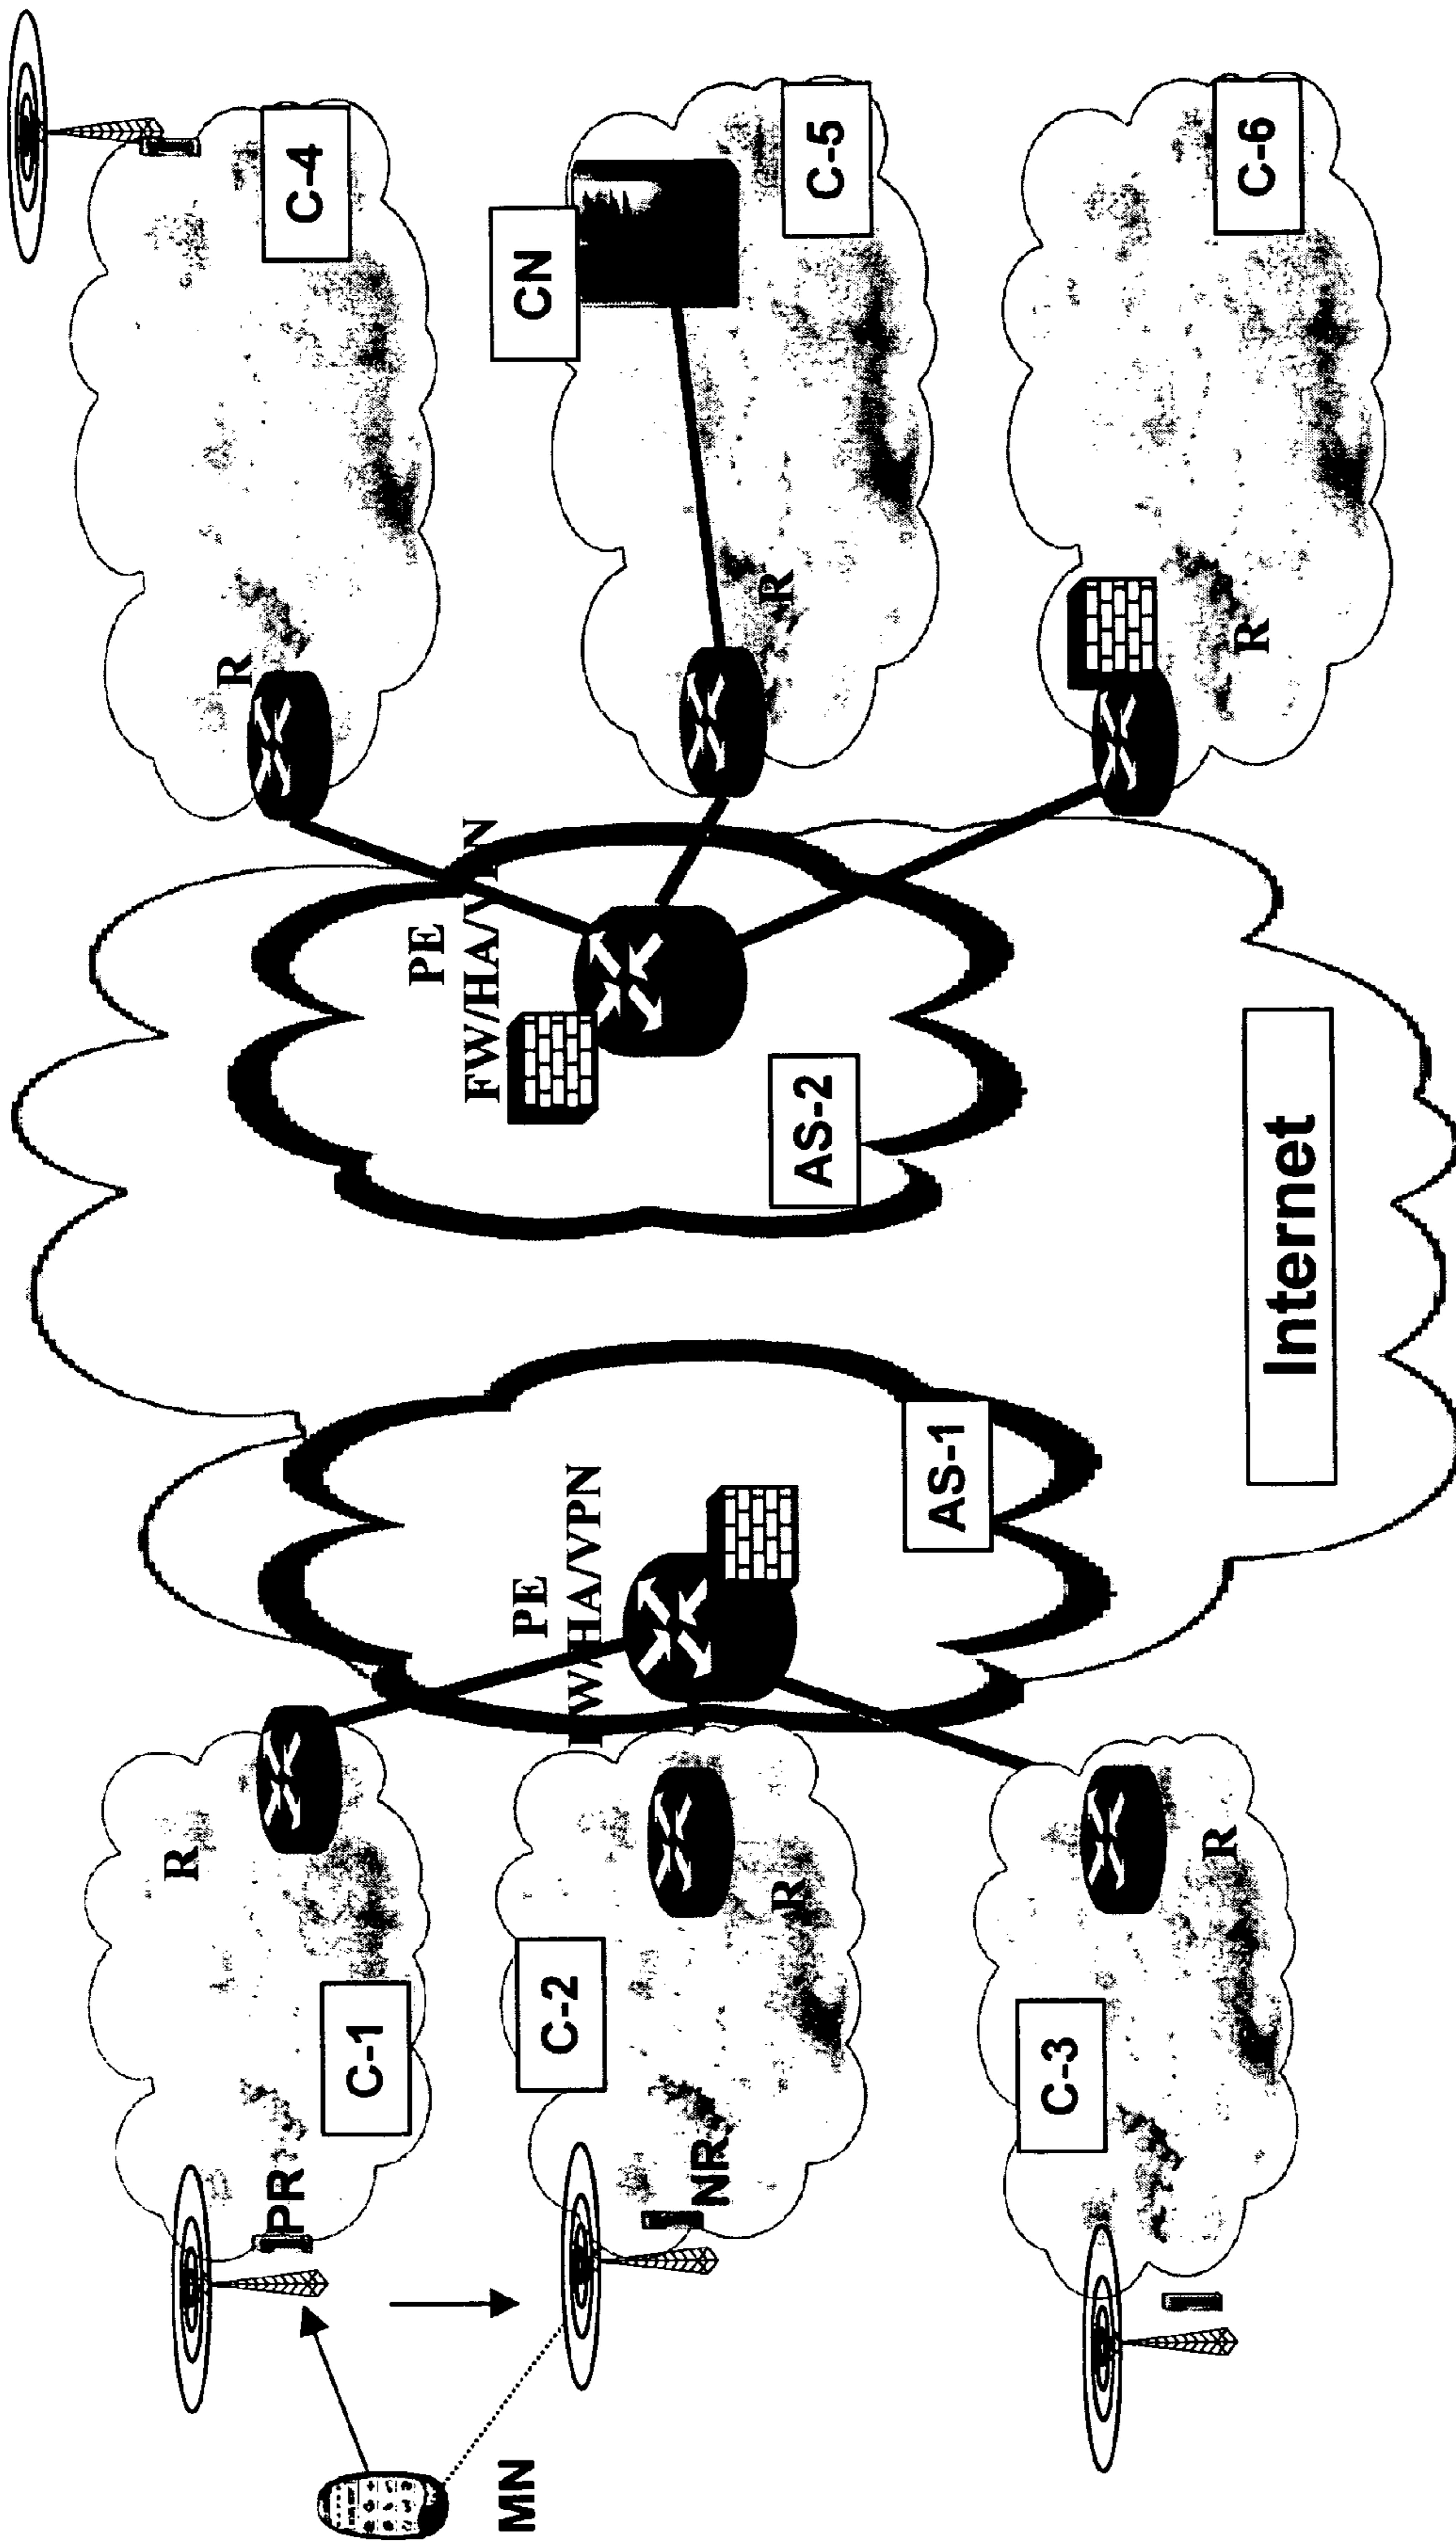 R
R
PR
C-4
C-1
PE
FW/HA/VPN
MN
PE
CN
C-2
FW/HA/VPN
NR
R
R
AS-2
C-5
AS-1
C-3
R
R
C-6
Internet